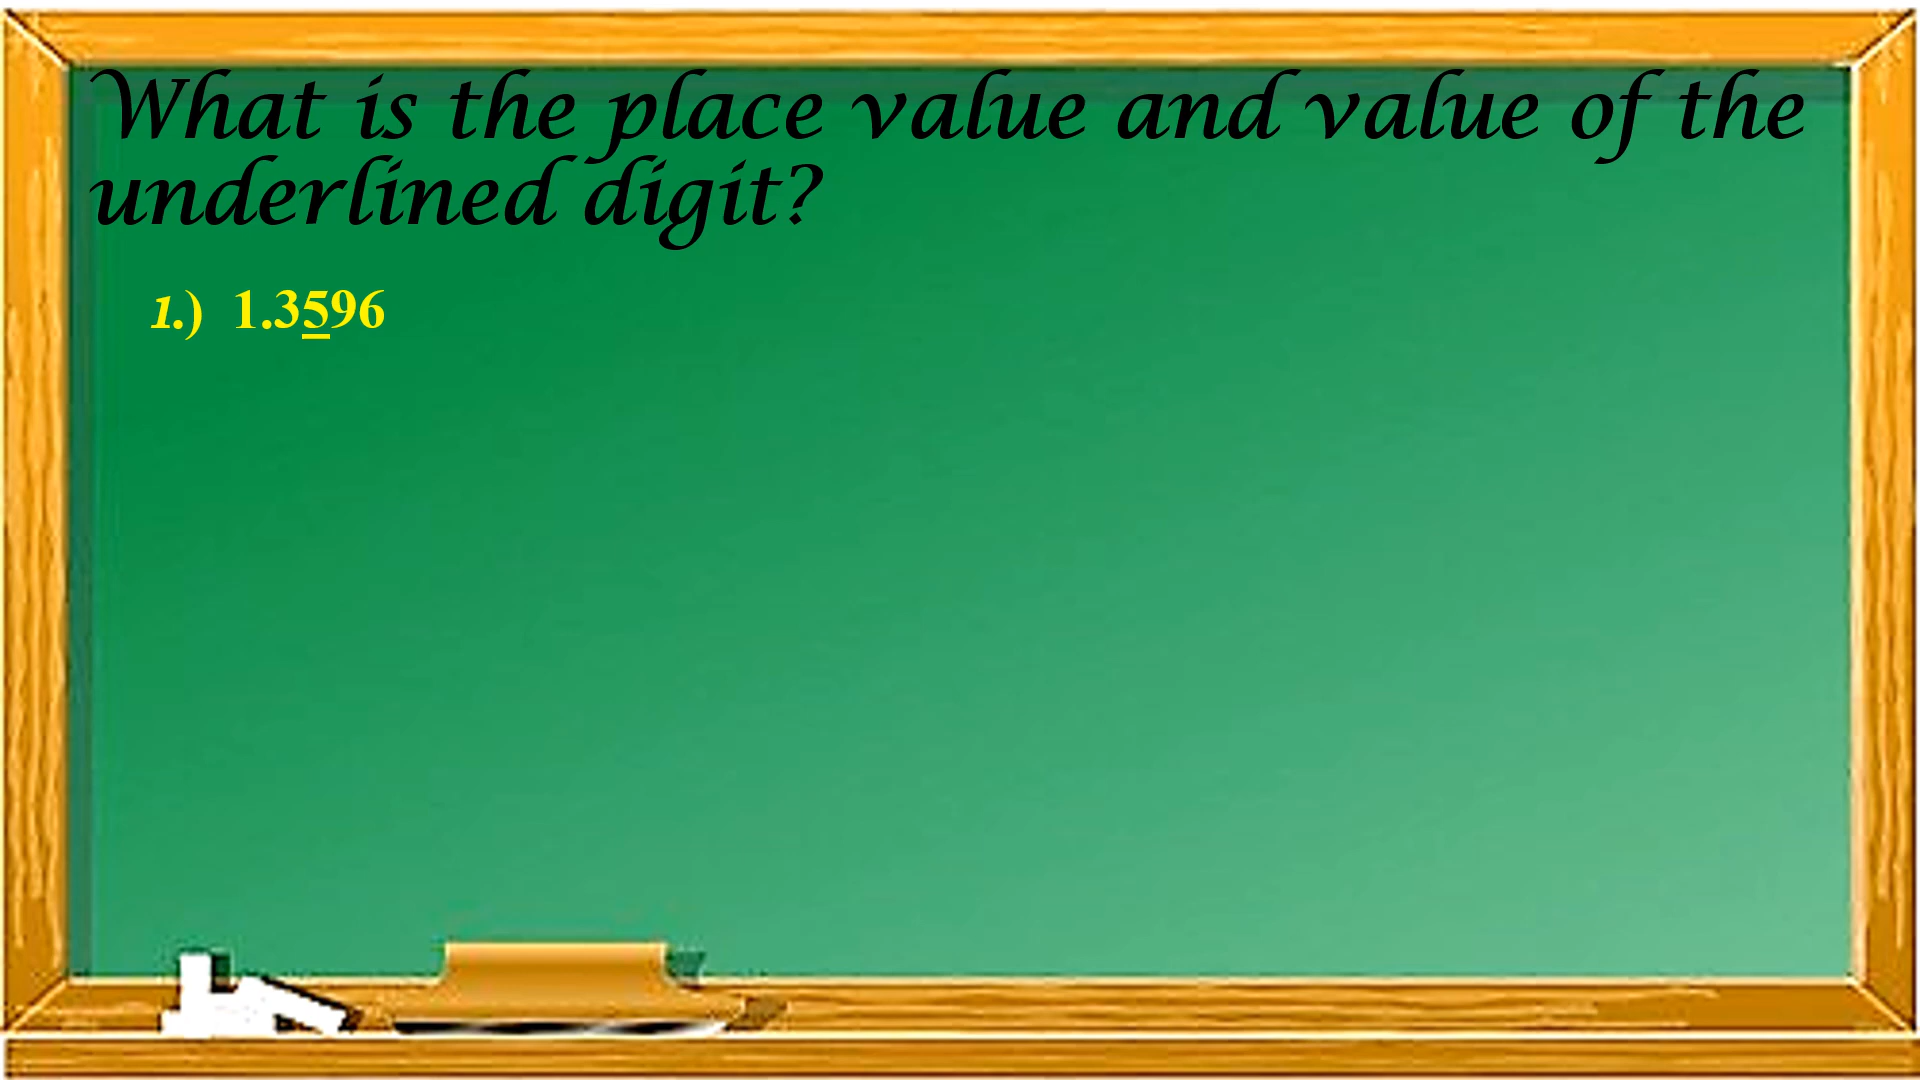 What is the place value and value of the
underlined digit?
1.) 1.3596